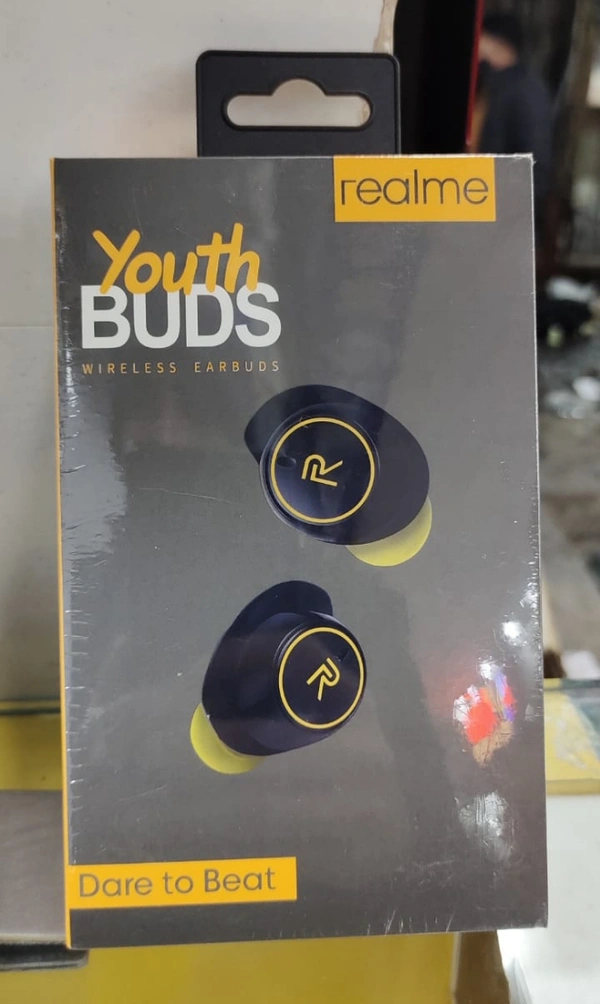 realme
Youth
BUDS
WIRELESS EARBUDS
R
R
Dare to Beat